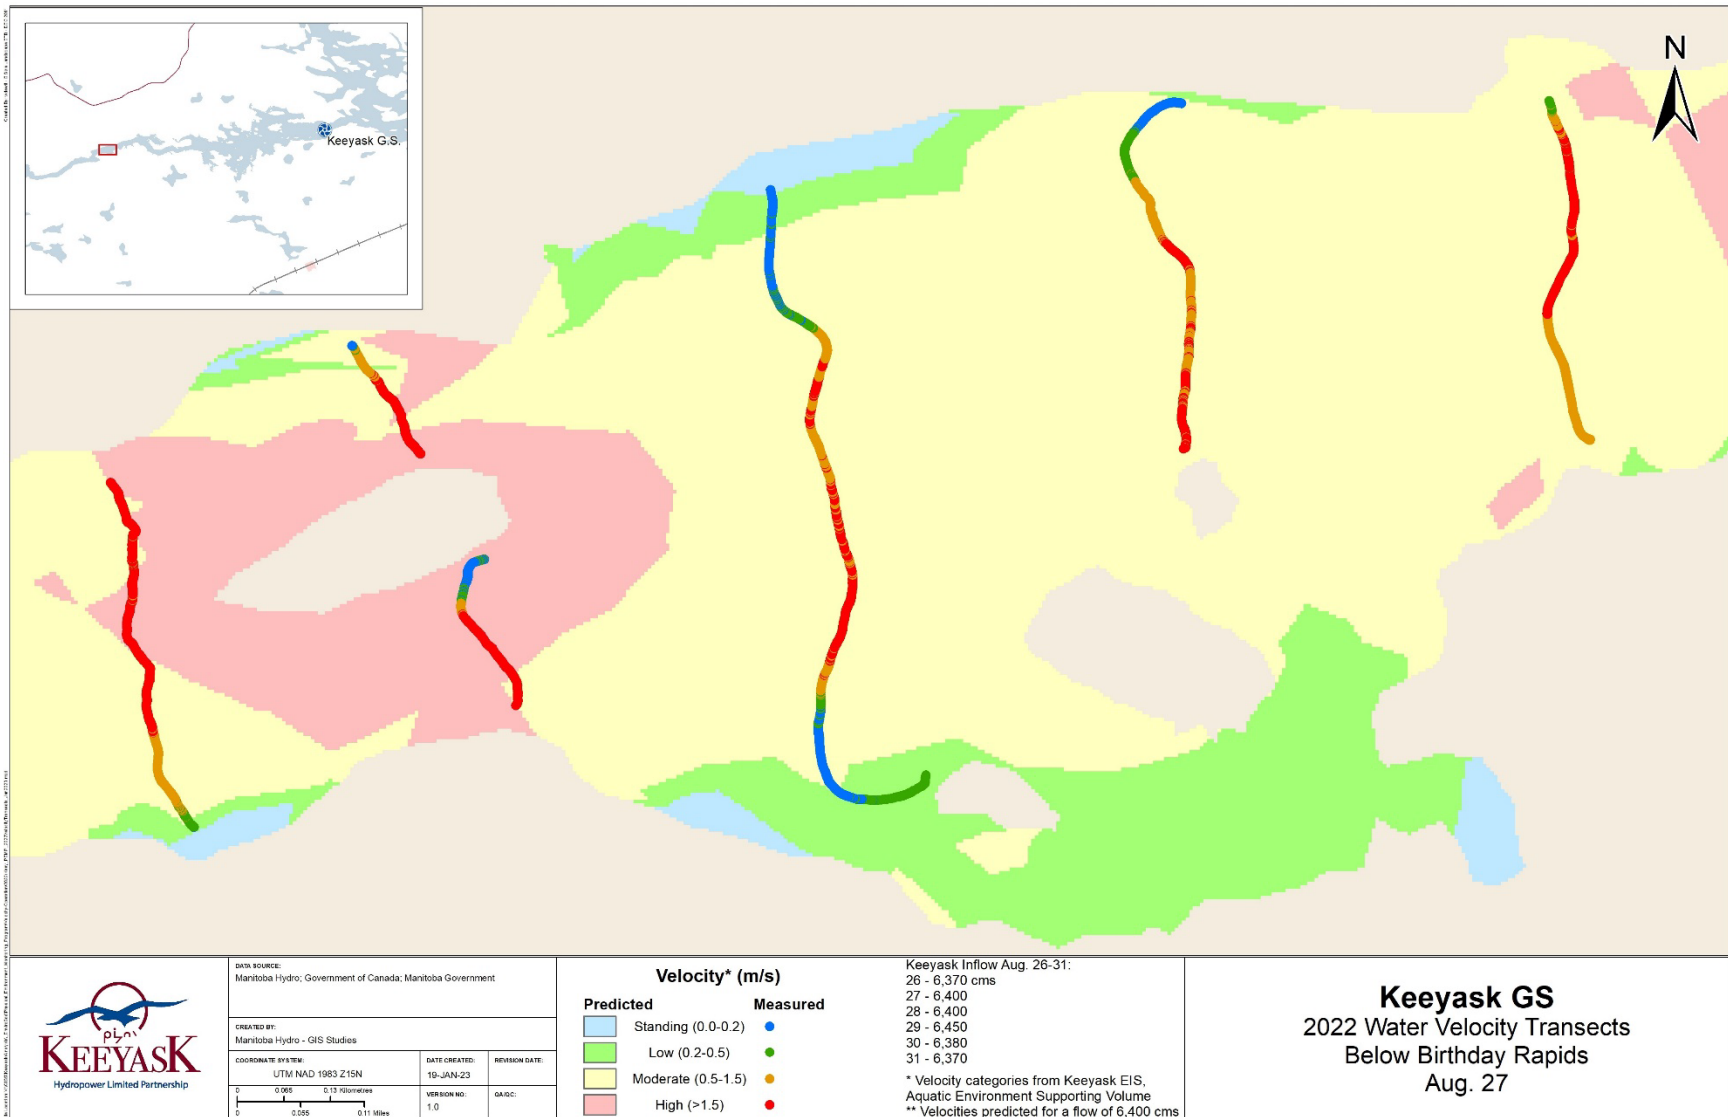 Keeyask G.S.
N
KEEYASK
Hydropower Limited Partnership
DATA SOURCE:
Manitoba Hydro; Government of Canada; Manitoba Government
CREATED BY:
Manitoba Hydro - GIS Studies
COORDINATE SYSTEM:
UTM NAD 1983 Z15N
DATE CREATED:
19-JAN-23
REVISION DATE:
0 0.065 0.13 Kilometres
0 0.055 0.11 Miles
VERSION NO:
1.0
QA/QC:
Velocity* (m/s)
Predicted Measured
Standing (0.0-0.2)
Low (0.2-0.5)
Moderate (0.5-1.5)
High (>1.5)
Keeyask Inflow Aug. 26-31:
26 - 6,370 cms
27 - 6,400
28 - 6,400
29 - 6,450
30 - 6,380
31 - 6,370
* Velocity categories from Keeyask EIS,
Aquatic Environment Supporting Volume
** Velocities predicted for a flow of 6,400 cms
Keeyask GS
2022 Water Velocity Transects
Below Birthday Rapids
Aug. 27